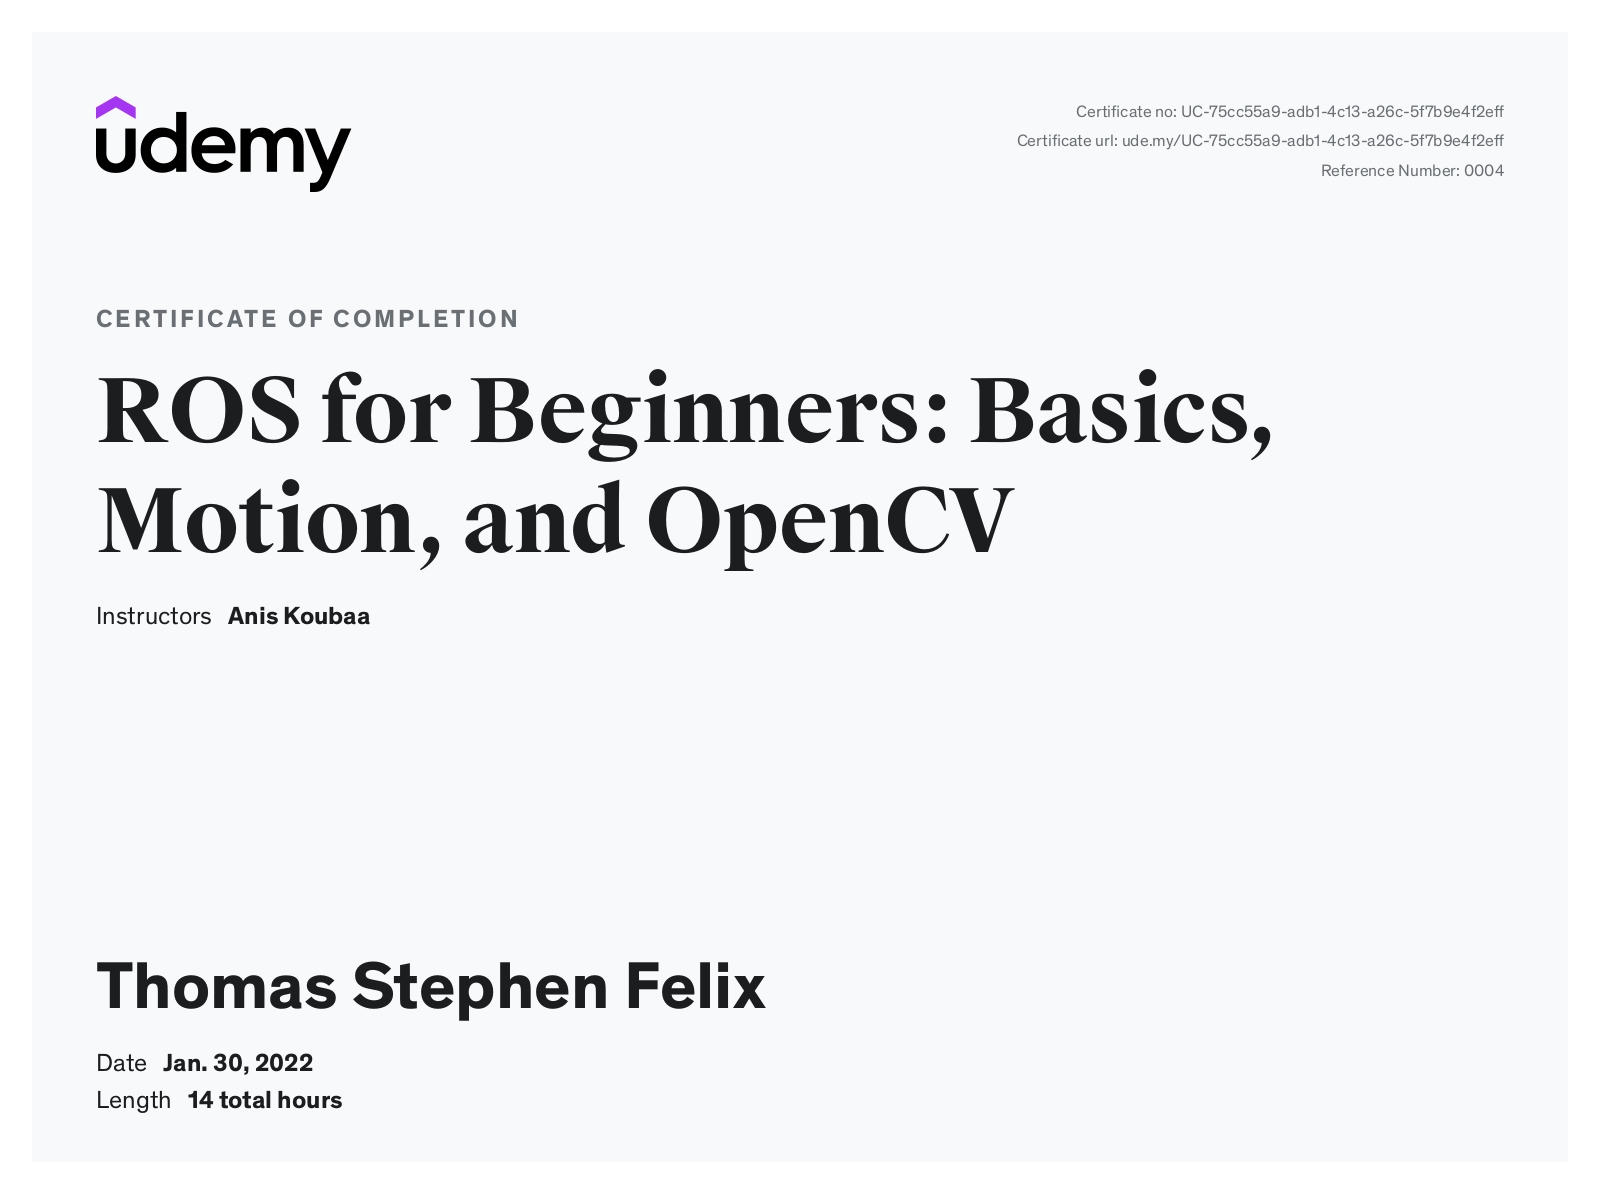 udemy
Certificate no: UC-75cc55a9-adb1-4c13-a26c-5f7b9e4f2eff
Certificate url: ude.my/UC-75cc55a9-adb1-4c13-a26c-5f7b9e4f2eff
Reference Number: 0004
CERTIFICATE OF COMPLETION
ROS for Beginners: Basics,
Motion, and OpenCV
Instructors Anis Koubaa
Thomas Stephen Felix
Date Jan. 30, 2022
Length 14 total hours